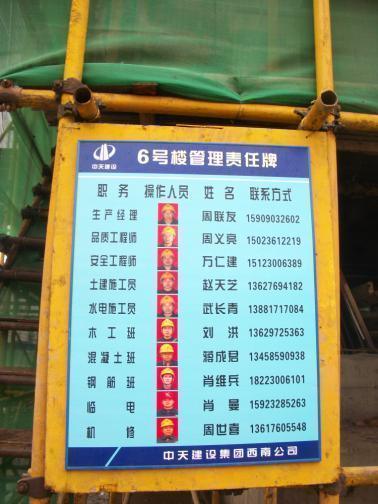 中天建设
6号楼管理责任牌
职务 操作人员 姓名 联系方式
生产经理 周联友 15909032602
品质工程师 周义亮 15023612219
安全工程师 万仁建 15123006389
土建施工员 赵天艺 13627694182
水电施工员 武长青 13881717084
木工班 刘洪 13629725363
混凝土班 蒋成君 13458590938
钢筋班 肖维兵 18223006101
临电 肖曼 15923285263
机修 周世喜 13617605548
中天建设集团西南公司